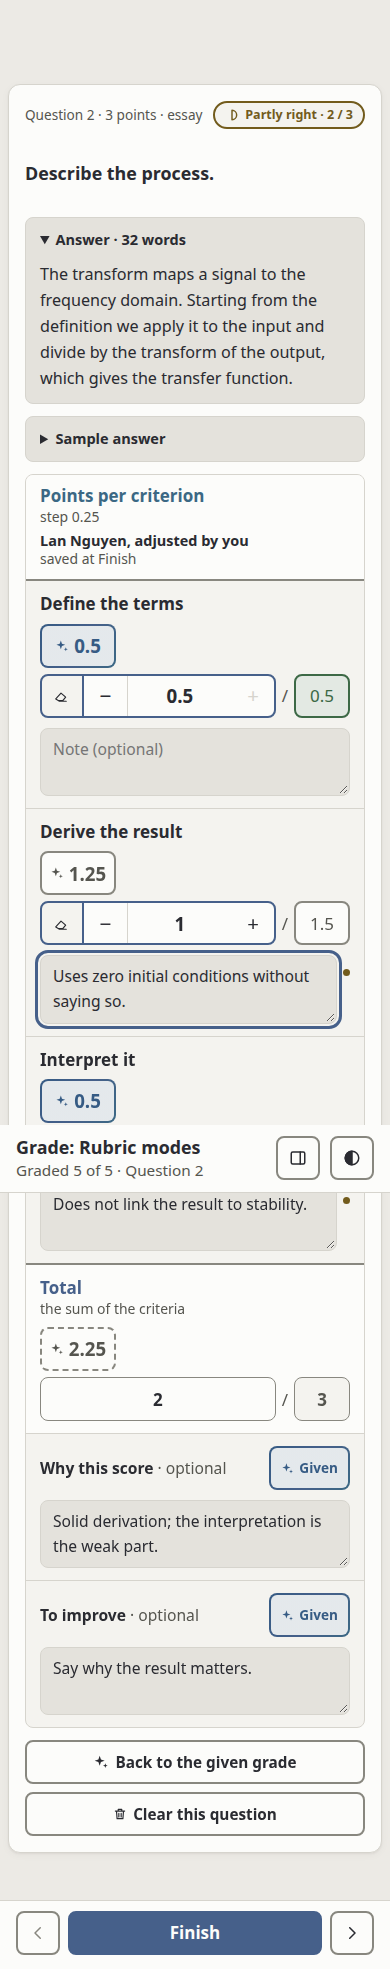 Question 2 · 3 points · essay
Partly right · 2 / 3
Describe the process.
Answer · 32 words
The transform maps a signal to the
frequency domain. Starting from the
definition we apply it to the input and
divide by the transform of the output,
which gives the transfer function.
Sample answer
Points per criterion
step 0.25
Lan Nguyen, adjusted by you
saved at Finish
Define the terms
0.5
− 0.5 + / 0.5
Note (optional)
Derive the result
1.25
− 1 + / 1.5
Uses zero initial conditions without
saying so.
Interpret it
0.5
Grade: Rubric modes
Graded 5 of 5 · Question 2
Does not link the result to stability.
Total
the sum of the criteria
2.25
2 / 3
Why this score · optional
Given
Solid derivation; the interpretation is
the weak part.
To improve · optional
Given
Say why the result matters.
Back to the given grade
Clear this question
Finish